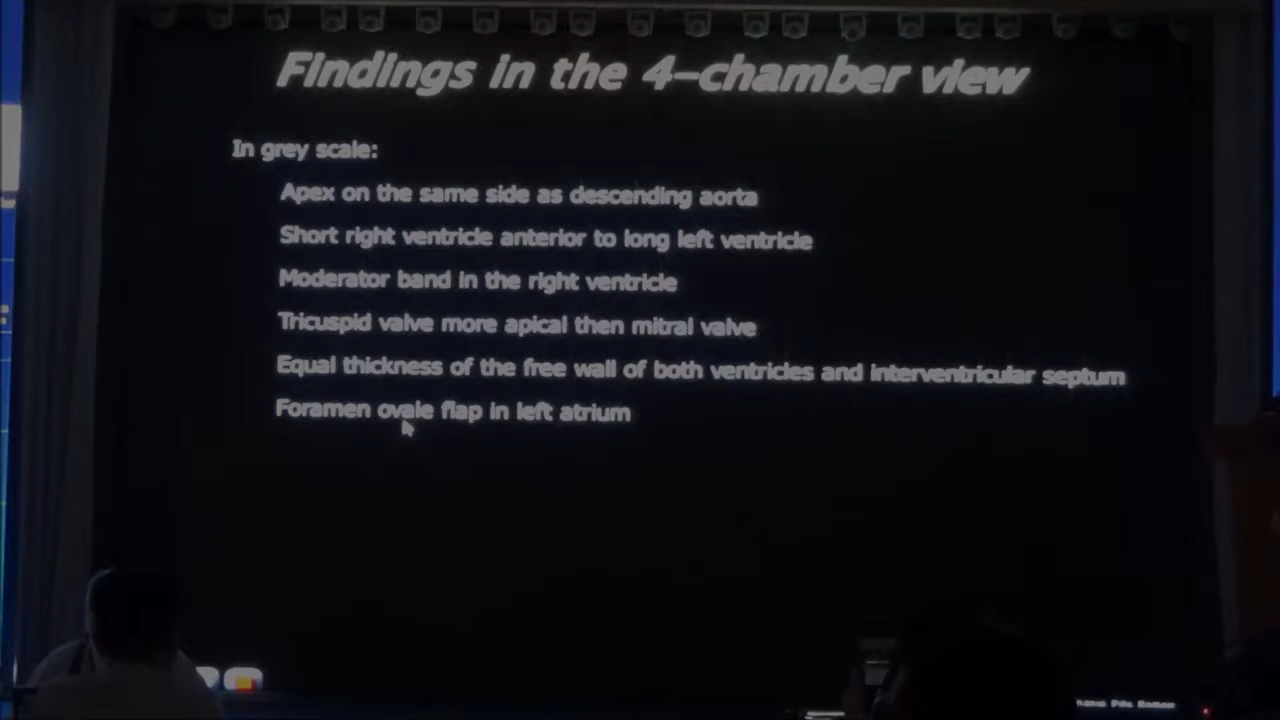 Findings in the 4-chamber view
In grey scale:
Apex on the same side as descending aorta
Short right ventricle anterior to long left ventricle
Moderator band in the right ventricle
Tricuspid valve more apical then mitral valve
Equal thickness of the free wall of both ventricles and interventricular septum
Foramen ovale flap in left atrium